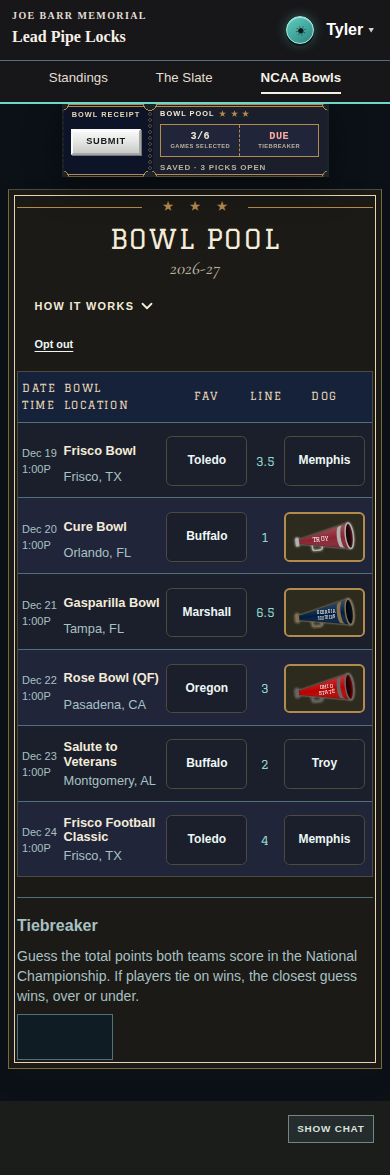 JOE BARR MEMORIAL
Lead Pipe Locks
Tyler
Standings The Slate NCAA Bowls
BOWL RECEIPT
SUBMIT
BOWL POOL ★ ★ ★
3/6 DUE
GAMES SELECTED TIEBREAKER
SAVED · 3 PICKS OPEN
★ ★ ★
BOWL POOL
2026-27
HOW IT WORKS
Opt out
DATE TIME BOWL LOCATION FAV LINE DOG
Dec 19 1:00P Frisco Bowl Frisco, TX Toledo 3.5 Memphis
Dec 20 1:00P Cure Bowl Orlando, FL Buffalo 1 TROY
Dec 21 1:00P Gasparilla Bowl Tampa, FL Marshall 6.5
Dec 22 1:00P Rose Bowl (QF) Pasadena, CA Oregon 3 OHIO STATE
Dec 23 1:00P Salute to Veterans Montgomery, AL Buffalo 2 Troy
Dec 24 1:00P Frisco Football Classic Frisco, TX Toledo 4 Memphis
Tiebreaker
Guess the total points both teams score in the National
Championship. If players tie on wins, the closest guess
wins, over or under.
SHOW CHAT